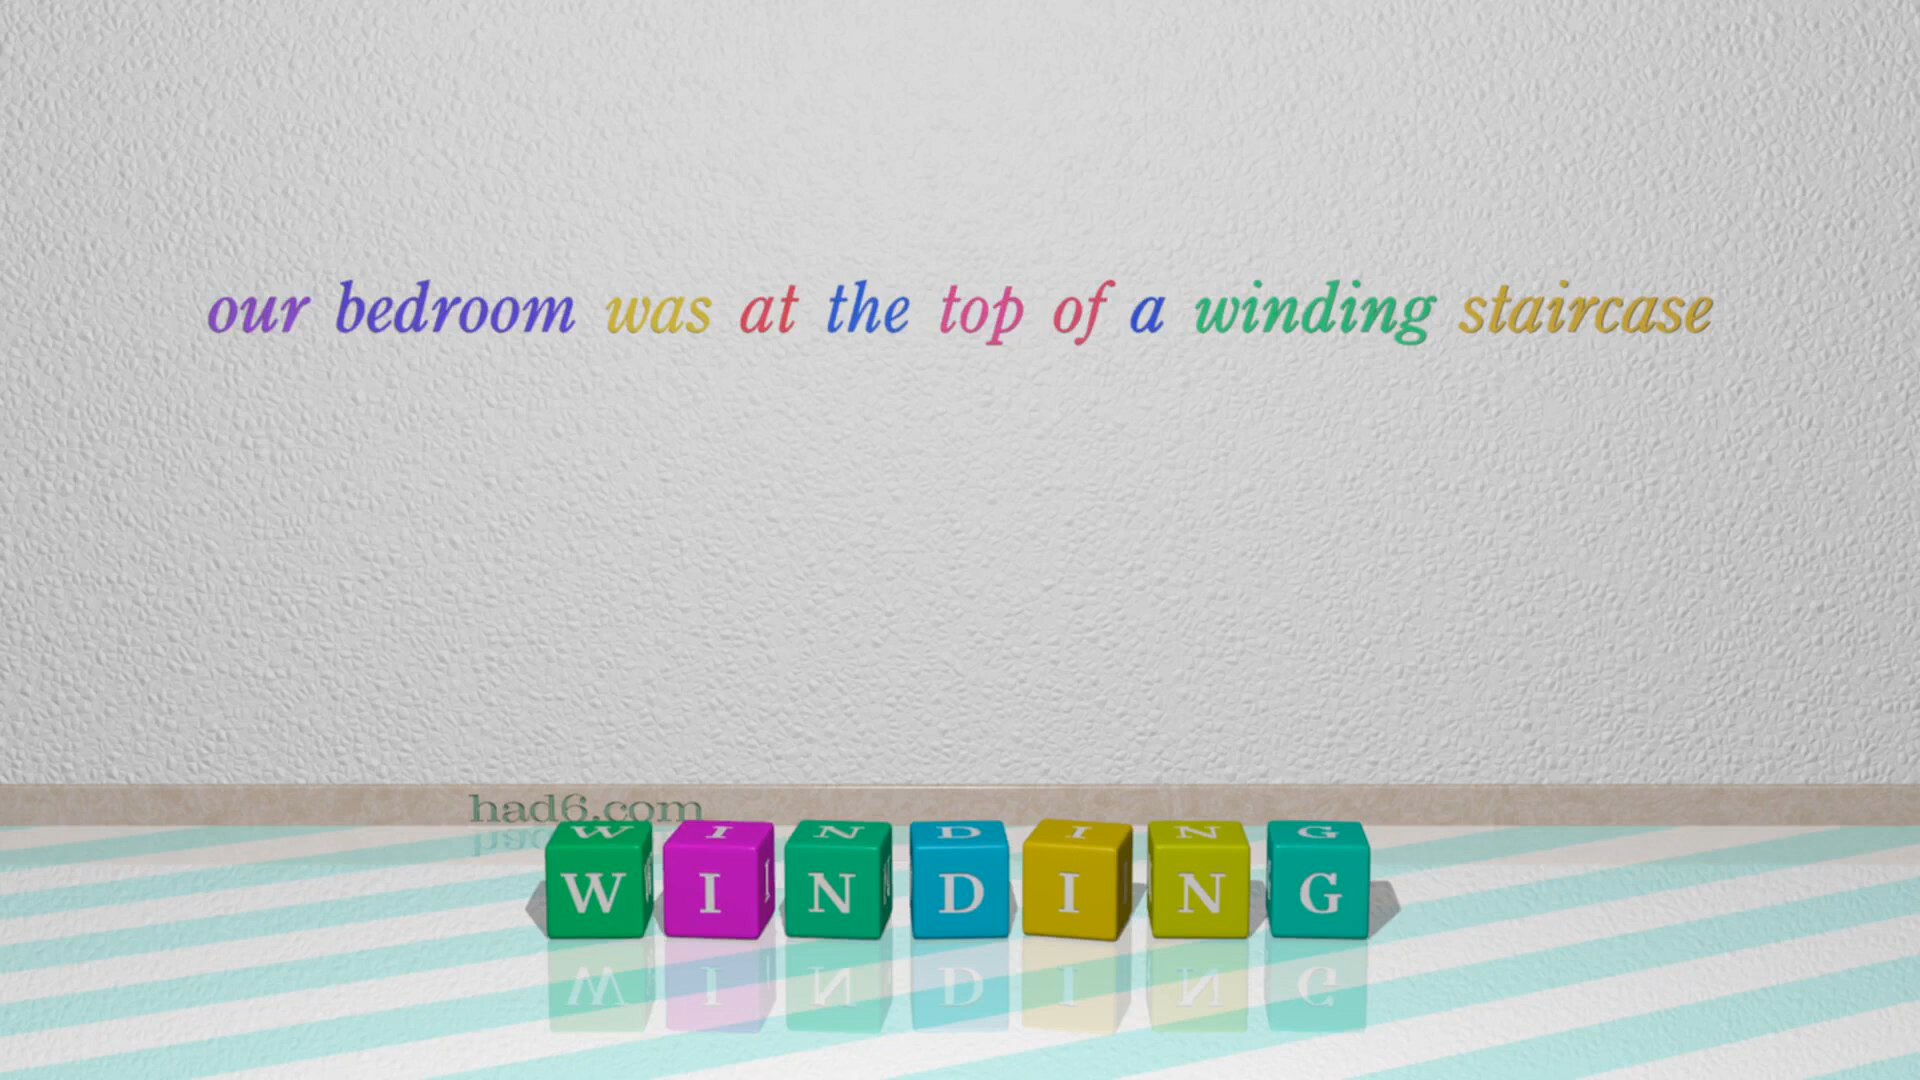 our bedroom was at the top of a winding staircase
had6.com
WINDING